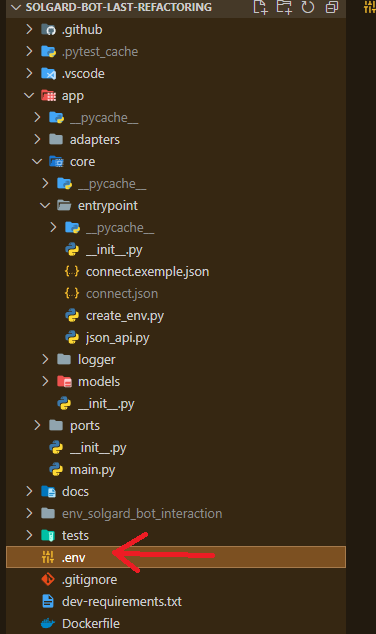 SOLGARD-BOT-LAST-REFACTORING
.github
.pytest_cache
.vscode
app
__pycache__
adapters
core
__pycache__
entrypoint
__pycache__
__init__.py
connect.exemple.json
connect.json
create_env.py
json_api.py
logger
models
__init__.py
ports
__init__.py
main.py
docs
env_solgard_bot_interaction
tests
.env
.gitignore
dev-requirements.txt
Dockerfile